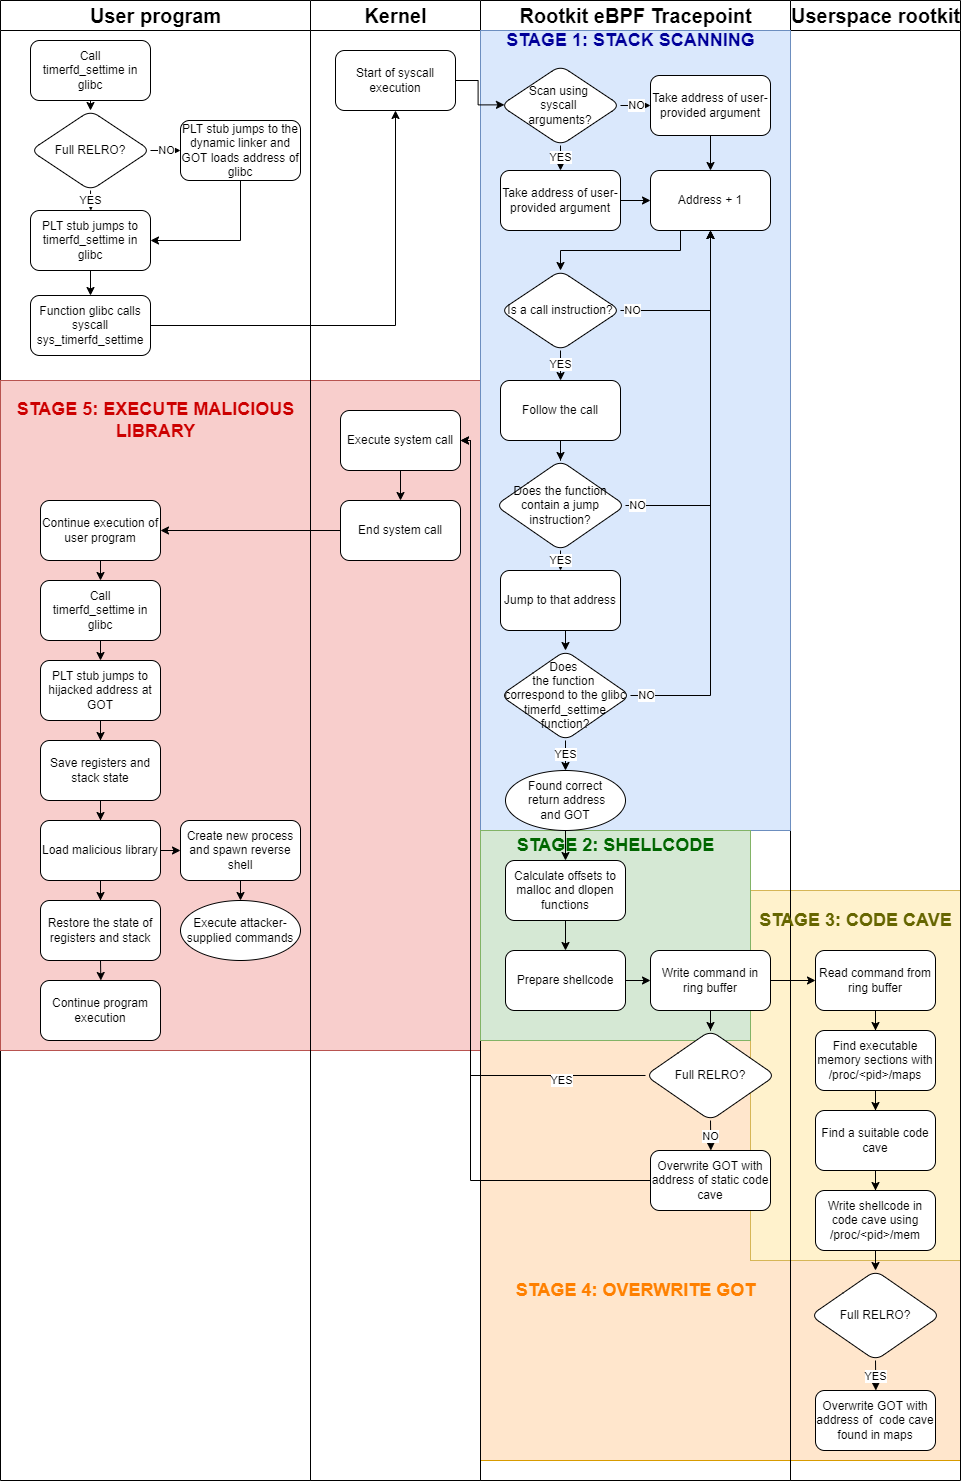 User program
Kernel
Rootkit eBPF Tracepoint
Userspace rootkit
STAGE 1: STACK SCANNING
Call
timerfd_settime in
glibc
Full RELRO?
NO
PLT stub jumps to the
dynamic linker and
GOT loads address of
glibc
YES
PLT stub jumps to
timerfd_settime in
glibc
Function glibc calls
syscall
sys_timerfd_settime
Start of syscall
execution
Scan using
syscall
arguments?
NO
Take address of user-
provided argument
YES
Take address of user-
provided argument
Address + 1
Is a call instruction?
NO
YES
Follow the call
Does the function
contain a jump
instruction?
NO
YES
Jump to that address
Does
the function
correspond to the glibc
timerfd_settime
function?
NO
YES
Found correct
return address
and GOT
STAGE 2: SHELLCODE
Calculate offsets to
malloc and dlopen
functions
Prepare shellcode
Write command in
ring buffer
STAGE 3: CODE CAVE
Read command from
ring buffer
Find executable
memory sections with
/proc/<pid>/maps
Find a suitable code
cave
Write shellcode in
code cave using
/proc/<pid>/mem
Full RELRO?
YES
NO
Overwrite GOT with
address of static code
cave
STAGE 4: OVERWRITE GOT
Full RELRO?
YES
Overwrite GOT with
address of  code cave
found in maps
STAGE 5: EXECUTE MALICIOUS
LIBRARY
Execute system call
End system call
Continue execution of
user program
Call
timerfd_settime in
glibc
PLT stub jumps to
hijacked address at
GOT
Save registers and
stack state
Load malicious library
Create new process
and spawn reverse
shell
Execute attacker-
supplied commands
Restore the state of
registers and stack
Continue program
execution